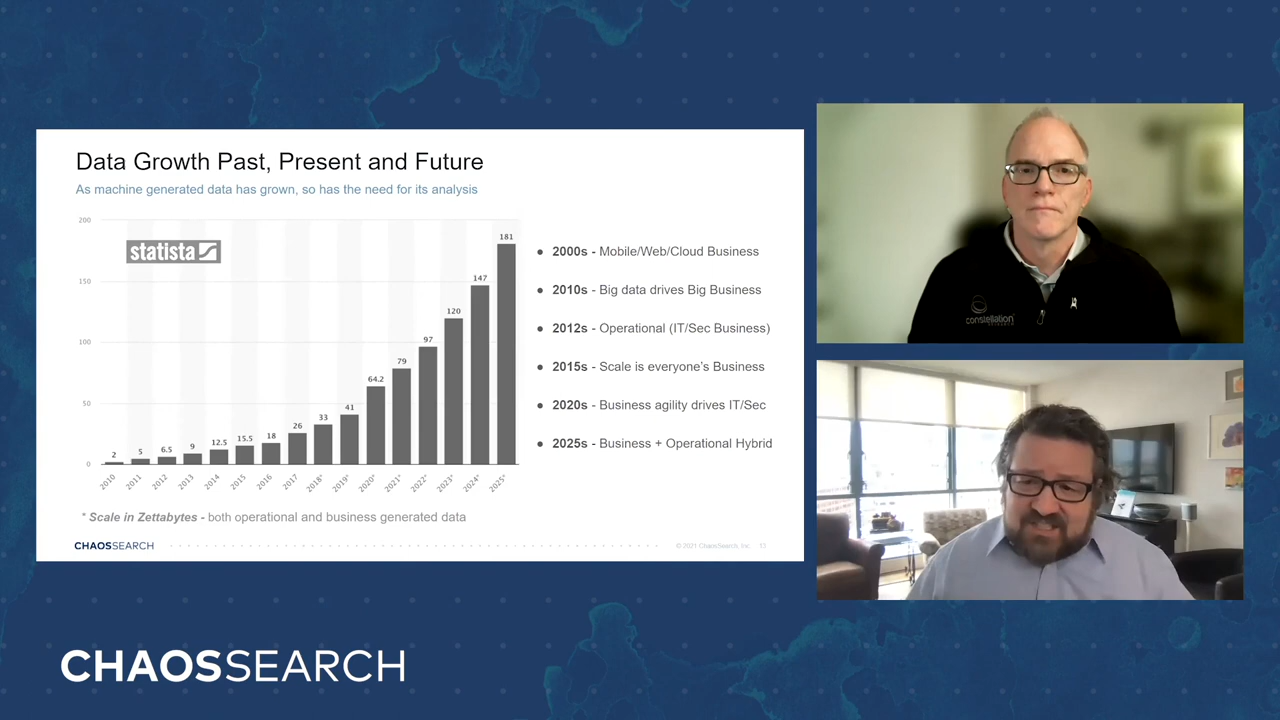 Data Growth Past, Present and Future
As machine generated data has grown, so has the need for its analysis
200
150
100
50
0
statista
2
5
6.5
9
12.5
15.5
18
26
33
41
64.2
79
97
120
147
181
2010
2011
2012
2013
2014
2015
2016
2017
2018*
2019*
2020*
2021*
2022*
2023*
2024*
2025*
* Scale in Zettabytes - both operational and business generated data
● 2000s - Mobile/Web/Cloud Business
● 2010s - Big data drives Big Business
● 2012s - Operational (IT/Sec Business)
● 2015s - Scale is everyone's Business
● 2020s - Business agility drives IT/Sec
● 2025s - Business + Operational Hybrid
CHAOSSEARCH
© 2021 ChaosSearch, Inc.
13
constellation
CHAOSSEARCH